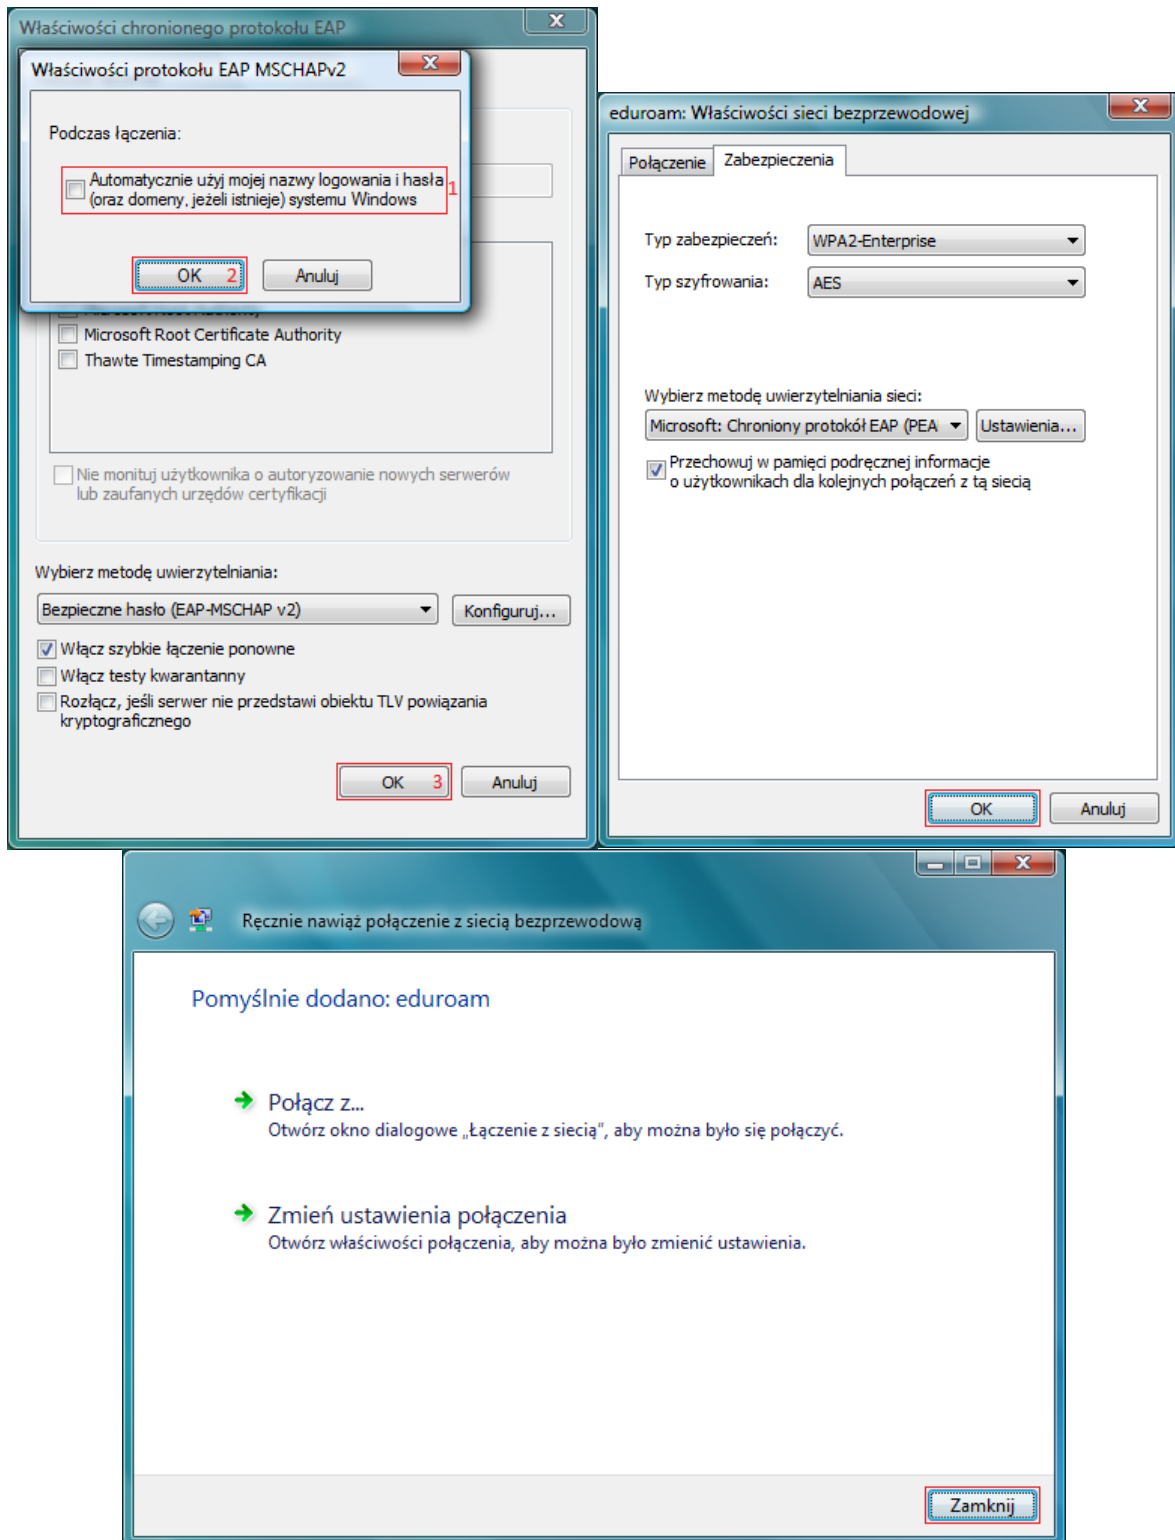 Właściwości chronionego protokołu EAP
Właściwości protokołu EAP MSCHAPv2
Podczas łączenia:
Automatycznie użyj mojej nazwy logowania i hasła
(oraz domeny, jeżeli istnieje) systemu Windows
1
OK 2
Anuluj
Microsoft Root Certificate Authority
Thawte Timestamping CA
Nie monituj użytkownika o autoryzowanie nowych serwerów
lub zaufanych urzędów certyfikacji
Wybierz metodę uwierzytelniania:
Bezpieczne hasło (EAP-MSCHAP v2)
Konfiguruj...
Włącz szybkie łączenie ponowne
Włącz testy kwarantanny
Rozłącz, jeśli serwer nie przedstawi obiektu TLV powiązania
kryptograficznego
OK 3
Anuluj
eduroam: Właściwości sieci bezprzewodowej
Połączenie
Zabezpieczenia
Typ zabezpieczeń:
WPA2-Enterprise
Typ szyfrowania:
AES
Wybierz metodę uwierzytelniania sieci:
Microsoft: Chroniony protokół EAP (PEA
Ustawienia...
Przechowuj w pamięci podręcznej informacje
o użytkownikach dla kolejnych połączeń z tą siecią
OK
Anuluj
Ręcznie nawiąż połączenie z siecią bezprzewodową
Pomyślnie dodano: eduroam
Połącz z...
Otwórz okno dialogowe „Łączenie z siecią”, aby można było się połączyć.
Zmień ustawienia połączenia
Otwórz właściwości połączenia, aby można było zmienić ustawienia.
Zamknij